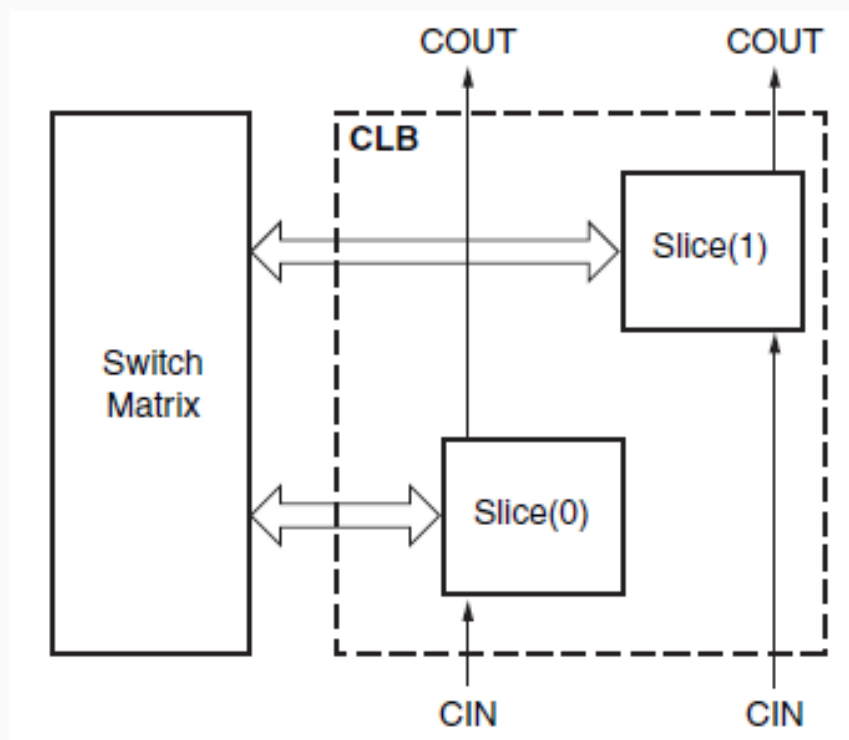 COUT COUT
CLB
Slice(1)
Switch
Matrix
Slice(0)
CIN CIN